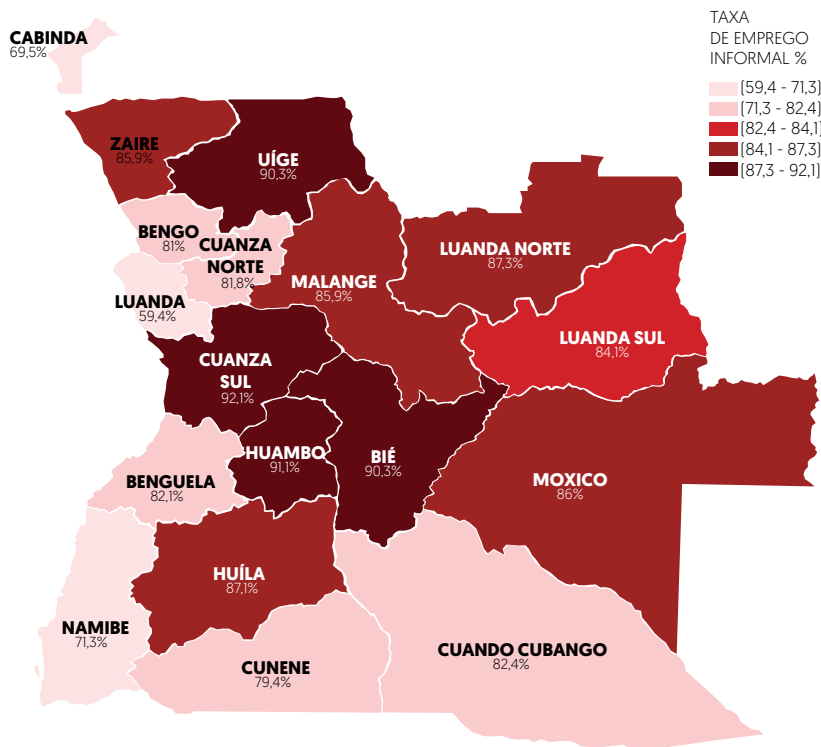 TAXA
DE EMPREGO
INFORMAL %
[59,4 - 71,3]
(71,3 - 82,4]
(82,4 - 84,1]
(84,1 - 87,3]
(87,3 - 92,1]
CABINDA
69,5%
ZAIRE
85,9%
UÍGE
90,3%
BENGO
81%
CUANZA
NORTE
81,8%
LUANDA
59,4%
MALANGE
85,9%
LUANDA NORTE
87,3%
LUANDA SUL
84,1%
CUANZA
SUL
92,1%
HUAMBO
91,1%
BIÉ
90,3%
BENGUELA
82,1%
MOXICO
86%
HUÍLA
87,1%
NAMIBE
71,3%
CUNENE
79,4%
CUANDO CUBANGO
82,4%